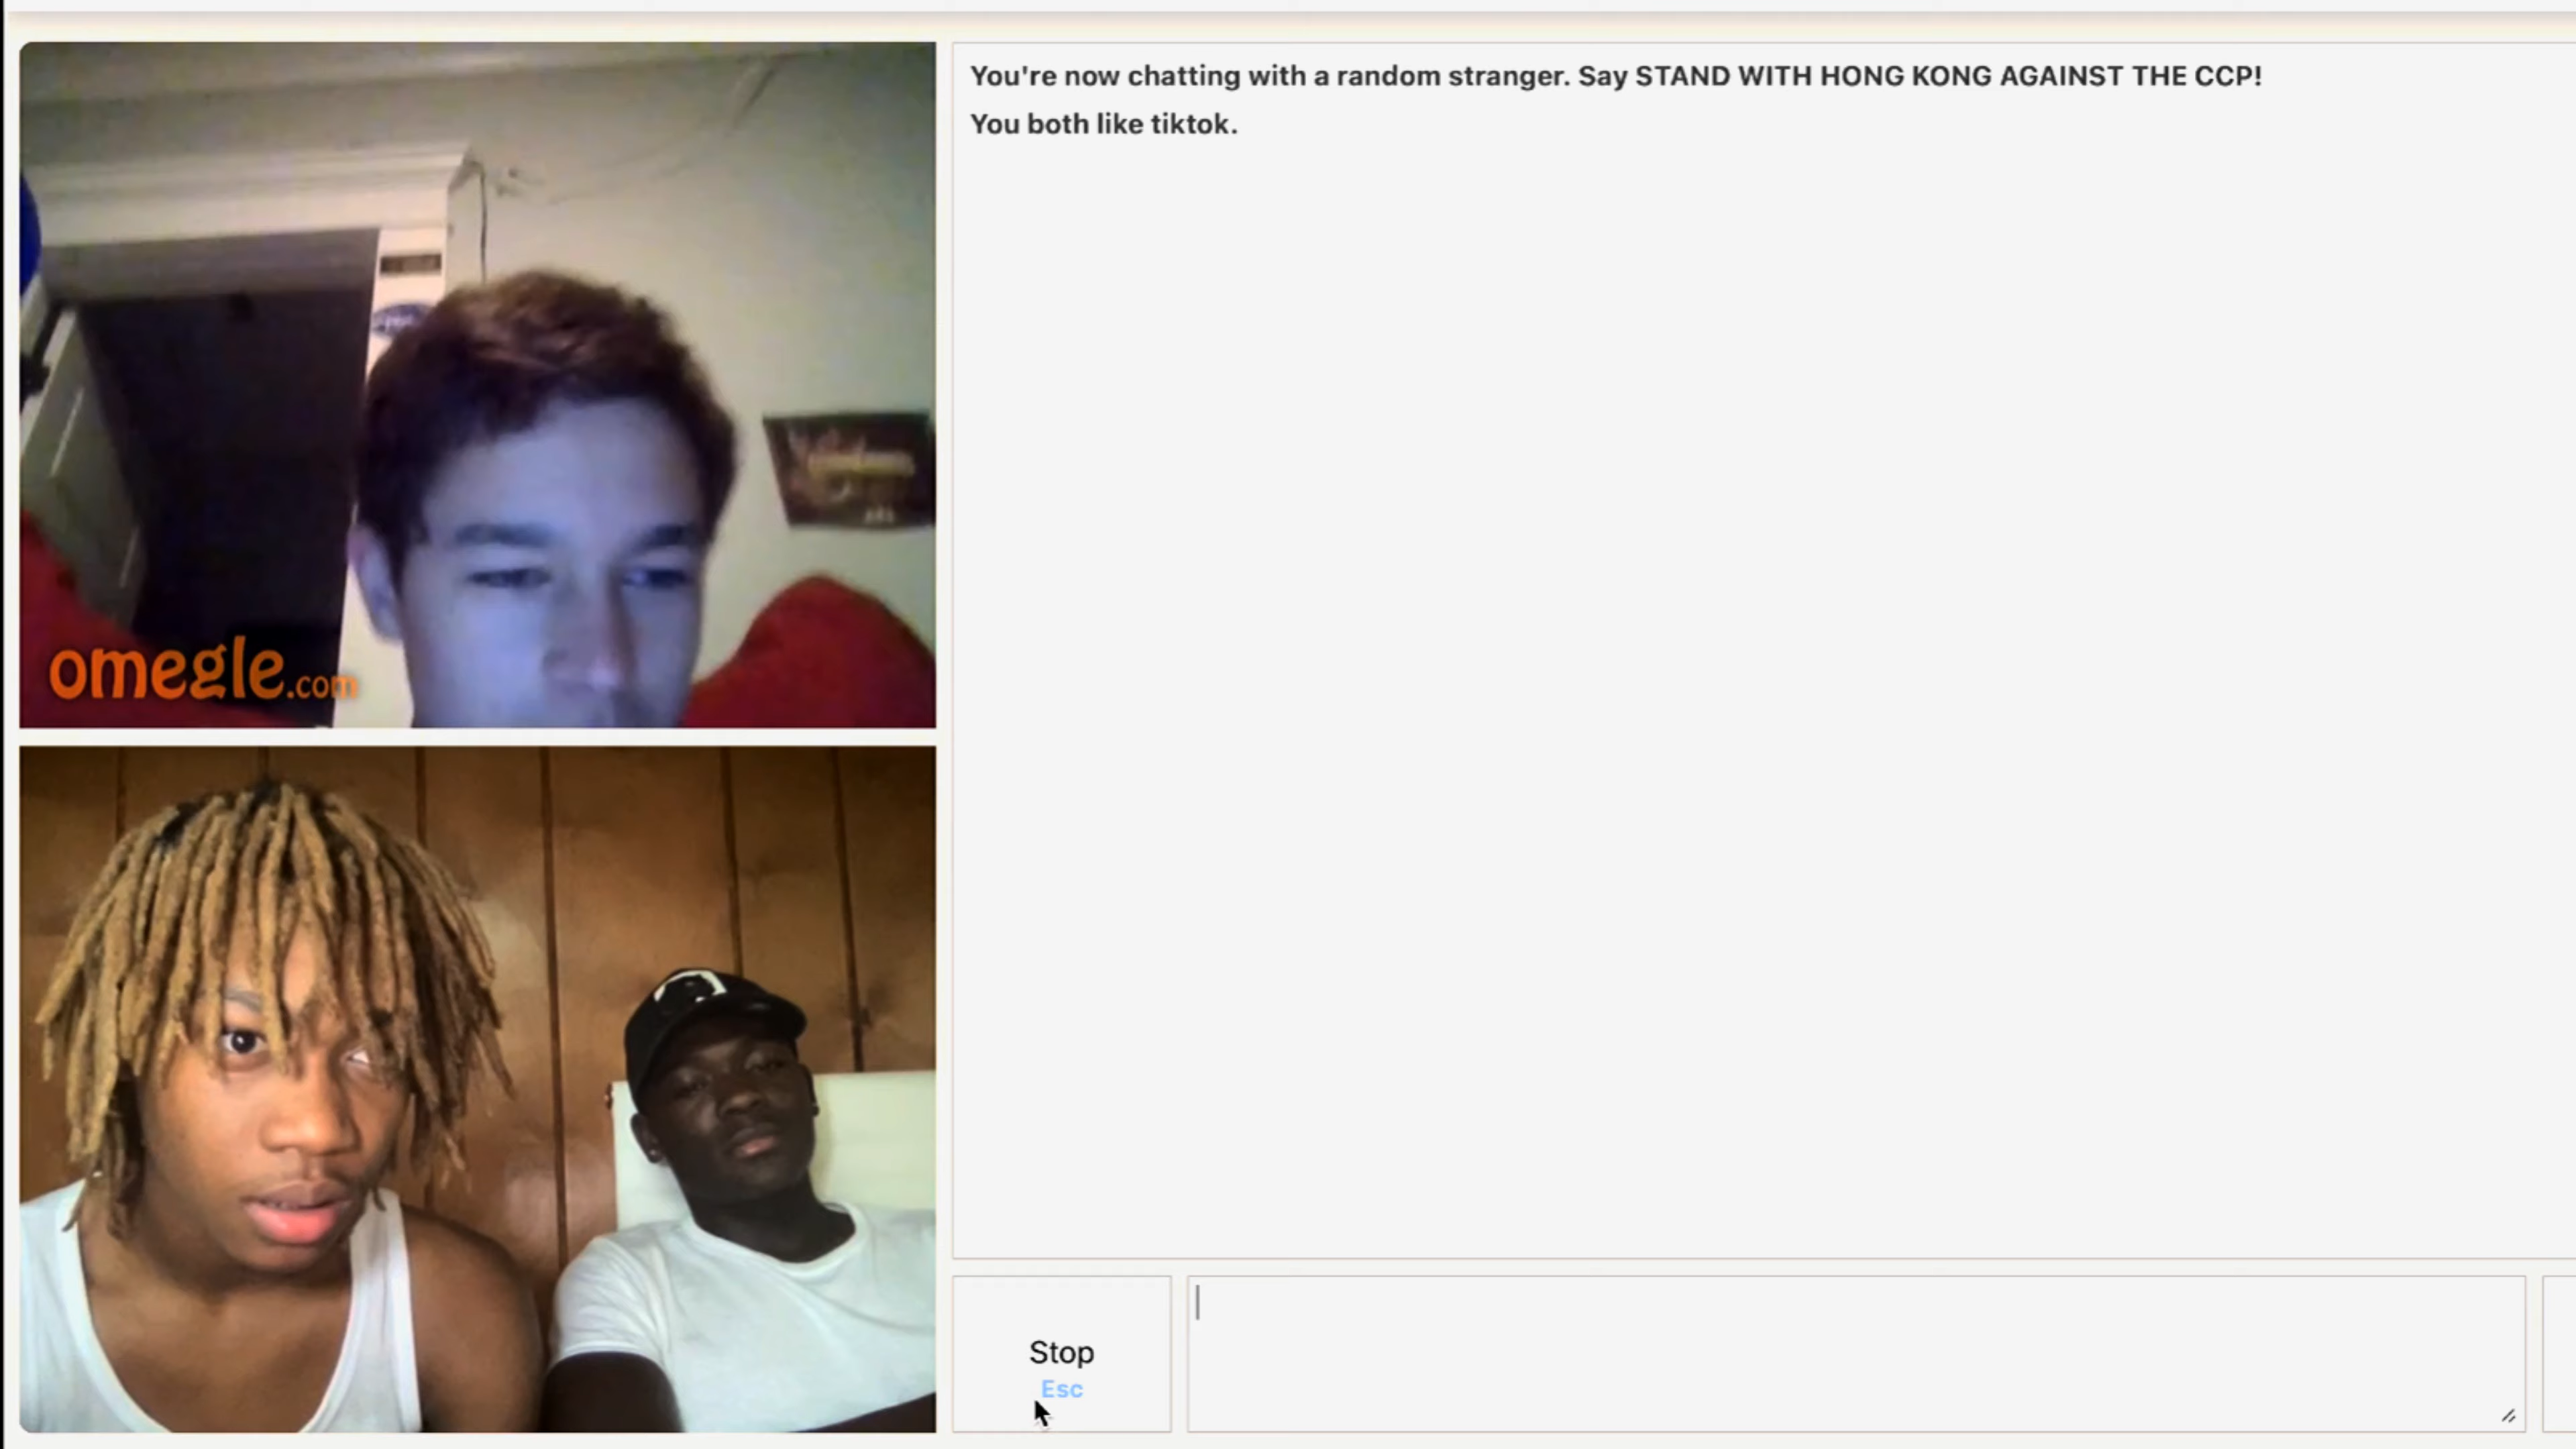 You're now chatting with a random stranger. Say STAND WITH HONG KONG AGAINST THE CCP!
You both like tiktok.
omegle.com
Stop
Esc